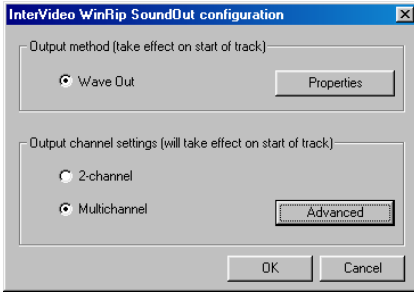 InterVideo WinRip SoundOut configuration
Output method (take effect on start of track)
Wave Out
Properties
Output channel settings (will take effect on start of track)
2-channel
Multichannel
Advanced
OK
Cancel